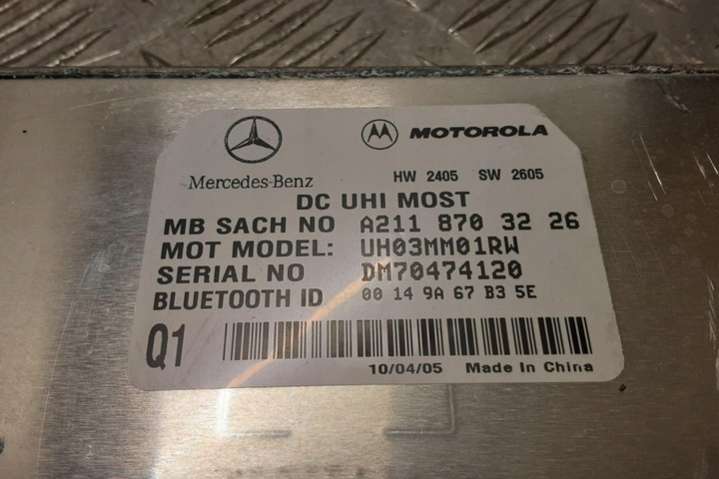 MOTOROLA
Mercedes-Benz
HW 2405 SW 2605
DC UHI MOST
MB SACH NO A211 870 32 26
MOT MODEL: UH03MM01RW
SERIAL NO DM70474120
BLUETOOTH ID 00 14 9A 67 B3 5E
Q1
10/04/05 Made In China